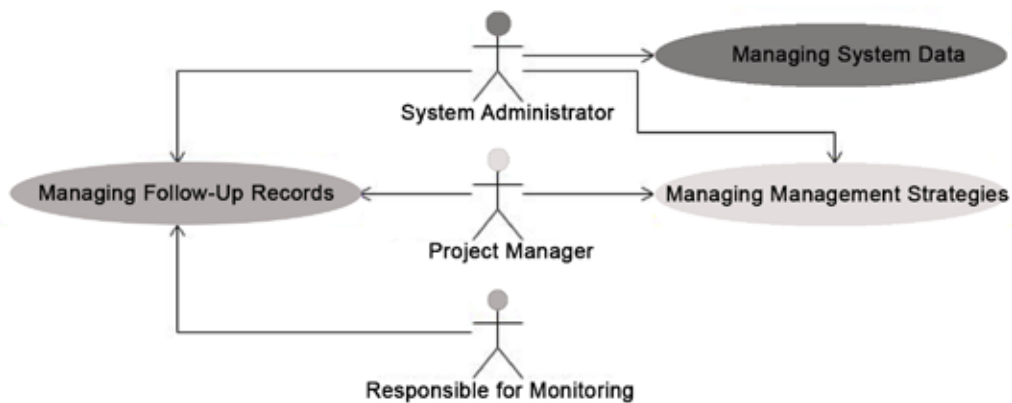 Managing System Data
System Administrator
Managing Follow-Up Records
Managing Management Strategies
Project Manager
Responsible for Monitoring